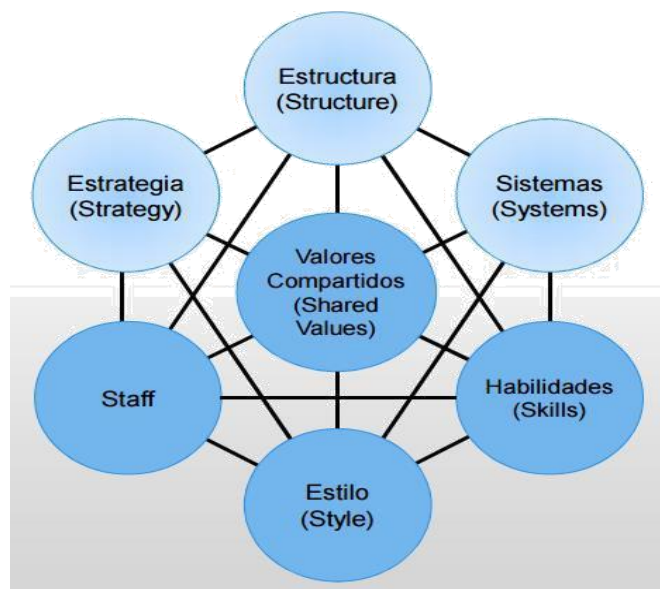 Estructura
(Structure)
Estrategia
(Strategy)
Sistemas
(Systems)
Valores
Compartidos
(Shared
Values)
Staff
Habilidades
(Skills)
Estilo
(Style)